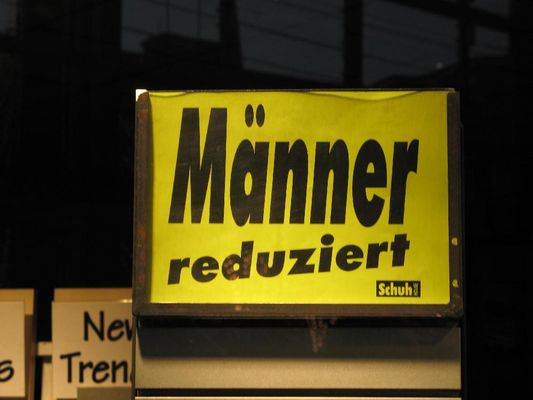 Männer
reduziert
Schuh
New
Tren
s